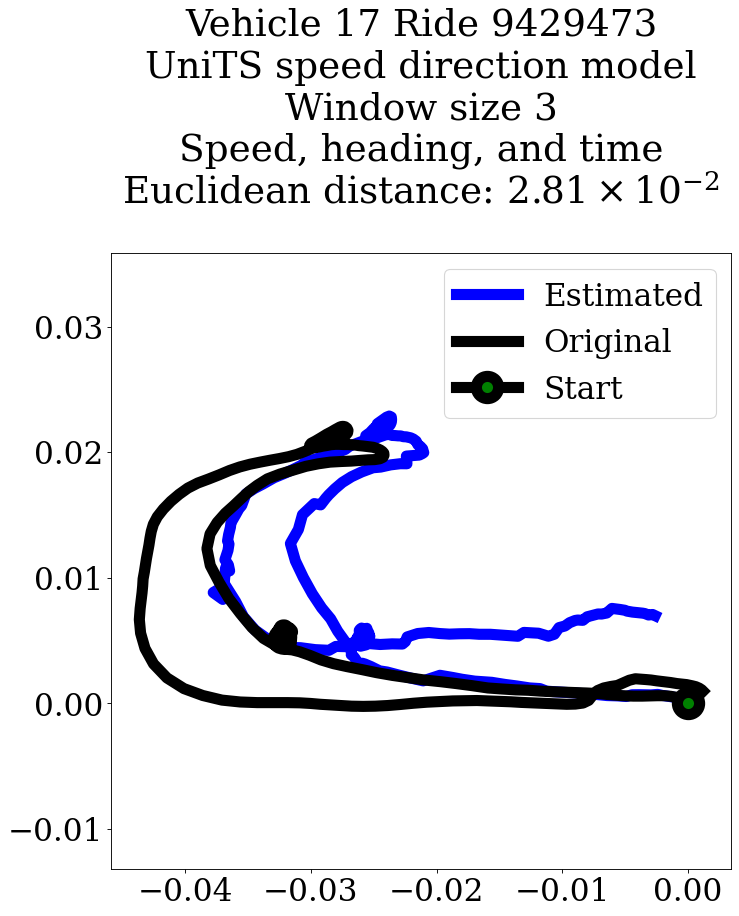 Vehicle 17 Ride 9429473
UniTS speed direction model
Window size 3
Speed, heading, and time
Euclidean distance: 2.81 × 10⁻²
Estimated
Original
Start
0.03
0.02
0.01
0.00
−0.01
−0.04 −0.03 −0.02 −0.01 0.00